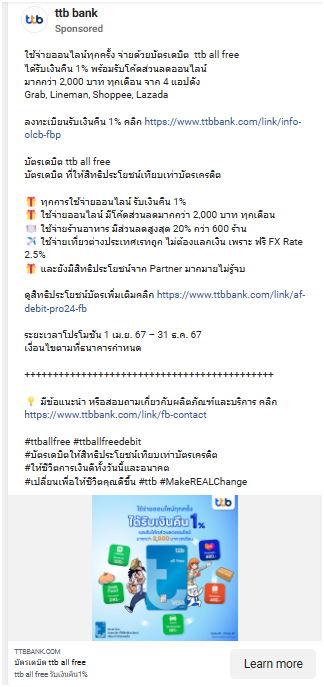 ttb bank
Sponsored
ใช้จ่ายออนไลน์ทุกครั้ง จ่ายด้วยบัตรเดบิต ttb all free
ได้รับเงินคืน 1% พร้อมรับโค้ดส่วนลดออนไลน์
มากกว่า 2,000 บาท ทุกเดือน จาก 4 แอปดัง
Grab, Lineman, Shoppee, Lazada
ลงทะเบียนรับเงินคืน 1% คลิก https://www.ttbbank.com/link/info-
olcb-fbp
บัตรเดบิต ttb all free
บัตรเดบิต ที่ให้สิทธิประโยชน์เทียบเท่าบัตรเครดิต
🎁 ทุกการใช้จ่ายออนไลน์ รับเงินคืน 1%
🎁 ใช้จ่ายออนไลน์ มีโค้ดส่วนลดมากกว่า 2,000 บาท ทุกเดือน
🍽️ ใช้จ่ายร้านอาหาร มีส่วนลดสูงสุด 20% กว่า 600 ร้าน
✈️ ใช้จ่ายเที่ยวต่างประเทศเรทถูก ไม่ต้องแลกเงิน เพราะ ฟรี FX Rate
2.5%
🎁 และยังมีสิทธิประโยชน์จาก Partner มากมายไม่รู้จบ
ดูสิทธิประโยชน์บัตรเพิ่มเติมคลิก https://www.ttbbank.com/link/af-
debit-pro24-fb
ระยะเวลาโปรโมชัน 1 เม.ย. 67 – 31 ธ.ค. 67
เงื่อนไขตามที่ธนาคารกำหนด
++++++++++++++++++++++++++++++++++++++++++++
💡 มีข้อแนะนำ หรือสอบถามเกี่ยวกับผลิตภัณฑ์และบริการ คลิก
https://www.ttbbank.com/link/fb-contact
#ttballfree #ttballfreedebit
#บัตรเดบิตให้สิทธิประโยชน์เทียบเท่าบัตรเครดิต
#ให้ชีวิตการเงินดีทั้งวันนี้และอนาคต
#เปลี่ยนเพื่อให้ชีวิตคุณดีขึ้น #ttb #MakeREALChange
ttb
ใช้จ่ายออนไลน์ทุกครั้ง
ได้รับเงินคืน 1%
มากกว่า 2,000 บาท ทุกเดือน
all free
TTBBANK.COM
บัตรเดบิต ttb all free
ttb all free รับเงินคืน1%
Learn more